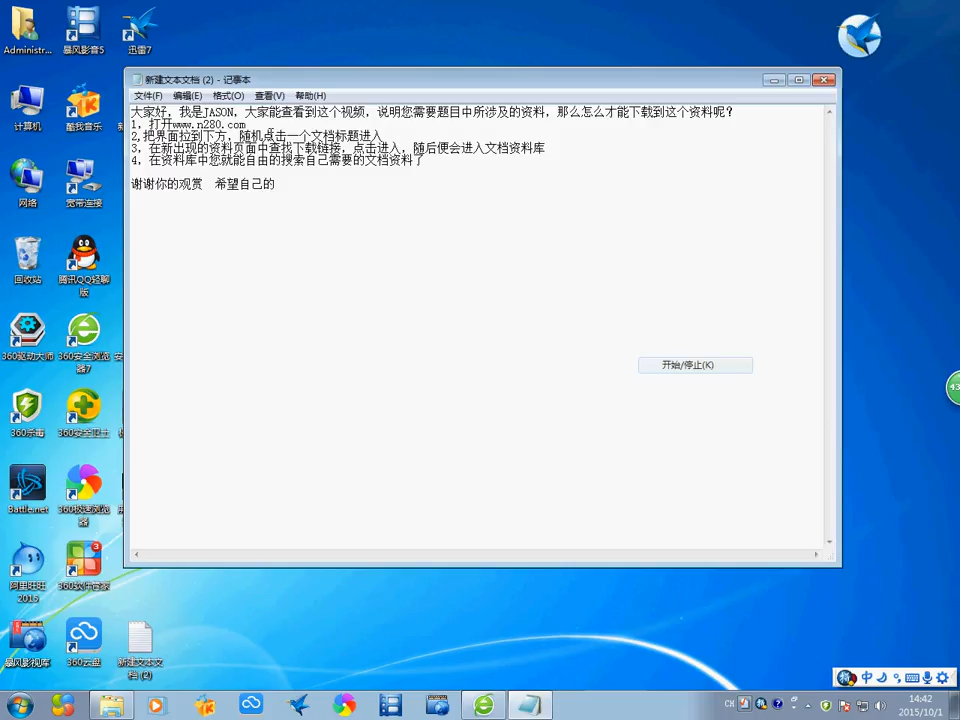 Administr...
暴风影音5
迅雷7
计算机
酷我音乐
网络
宽带连接
回收站
腾讯QQ轻聊版
360驱动大师
360安全浏览器7
360杀毒
360安全卫士
Battle.net
360极速浏览器
阿里旺旺2015
360软件管家
暴风影视库
360云盘
新建文本文档 (2)
新建文本文档 (2) - 记事本
文件(F) 编辑(E) 格式(O) 查看(V) 帮助(H)
大家好，我是JASON，大家能查看到这个视频，说明您需要题目中所涉及的资料，那么怎么才能下载到这个资料呢？
1，打开www.n280.com
2,把界面拉到下方，随机点击一个文档标题进入
3，在新出现的资料页面中查找下载链接，点击进入，随后便会进入文档资料库
4，在资料库中您就能自由的搜索自己需要的文档资料了
谢谢你的观赏 希望自己的
开始/停止(K)
43
中
CH
14:42
2015/10/1